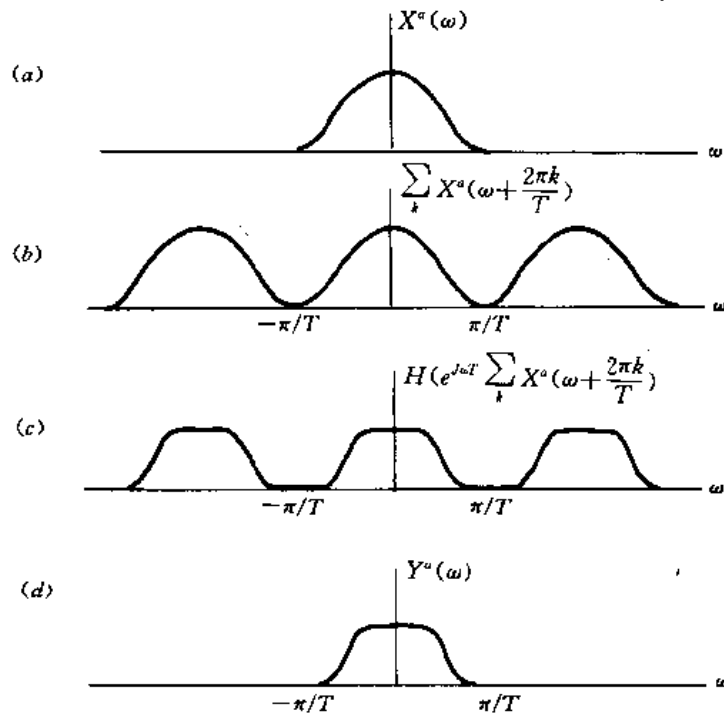 X^a(ω)
(a)
ω
∑_k X^a(ω+2πk/T)
(b)
ω
−π/T π/T
H(e^{JωT} ∑_k X^a(ω+2πk/T)
(c)
ω
−π/T π/T
Y^a(ω)
(d)
ω
−π/T π/T